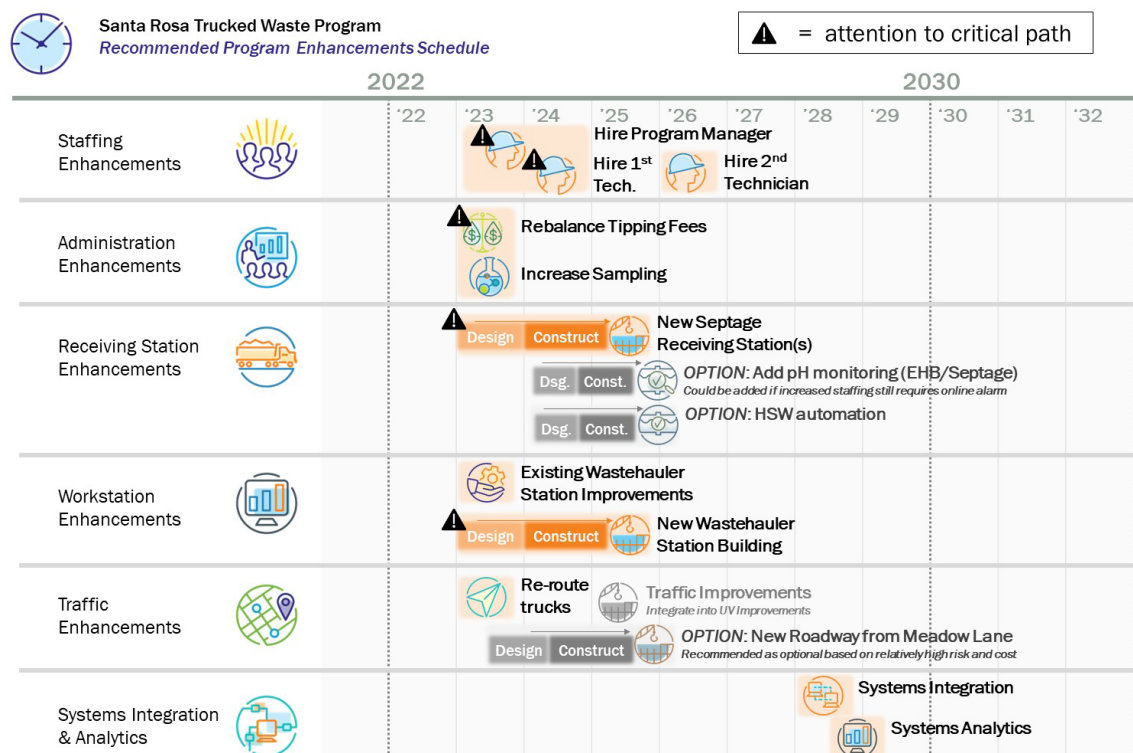 Santa Rosa Trucked Waste Program
Recommended Program Enhancements Schedule
= attention to critical path
2022
2030
'22 '23 '24 '25 '26 '27 '28 '29 '30 '31 '32
Staffing
Enhancements
Hire Program Manager
Hire 1st
Tech.
Hire 2nd
Technician
Administration
Enhancements
Rebalance Tipping Fees
Increase Sampling
Receiving Station
Enhancements
Design Construct
New Septage
Receiving Station(s)
Dsg. Const.
OPTION: Add pH monitoring (EHB/Septage)
Could be added if increased staffing still requires online alarm
Dsg. Const.
OPTION: HSW automation
Workstation
Enhancements
Existing Wastehauler
Station Improvements
Design Construct
New Wastehauler
Station Building
Traffic
Enhancements
Re-route
trucks
Traffic Improvements
Integrate into UV Improvements
Design Construct
OPTION: New Roadway from Meadow Lane
Recommended as optional based on relatively high risk and cost
Systems Integration
& Analytics
Systems Integration
Systems Analytics